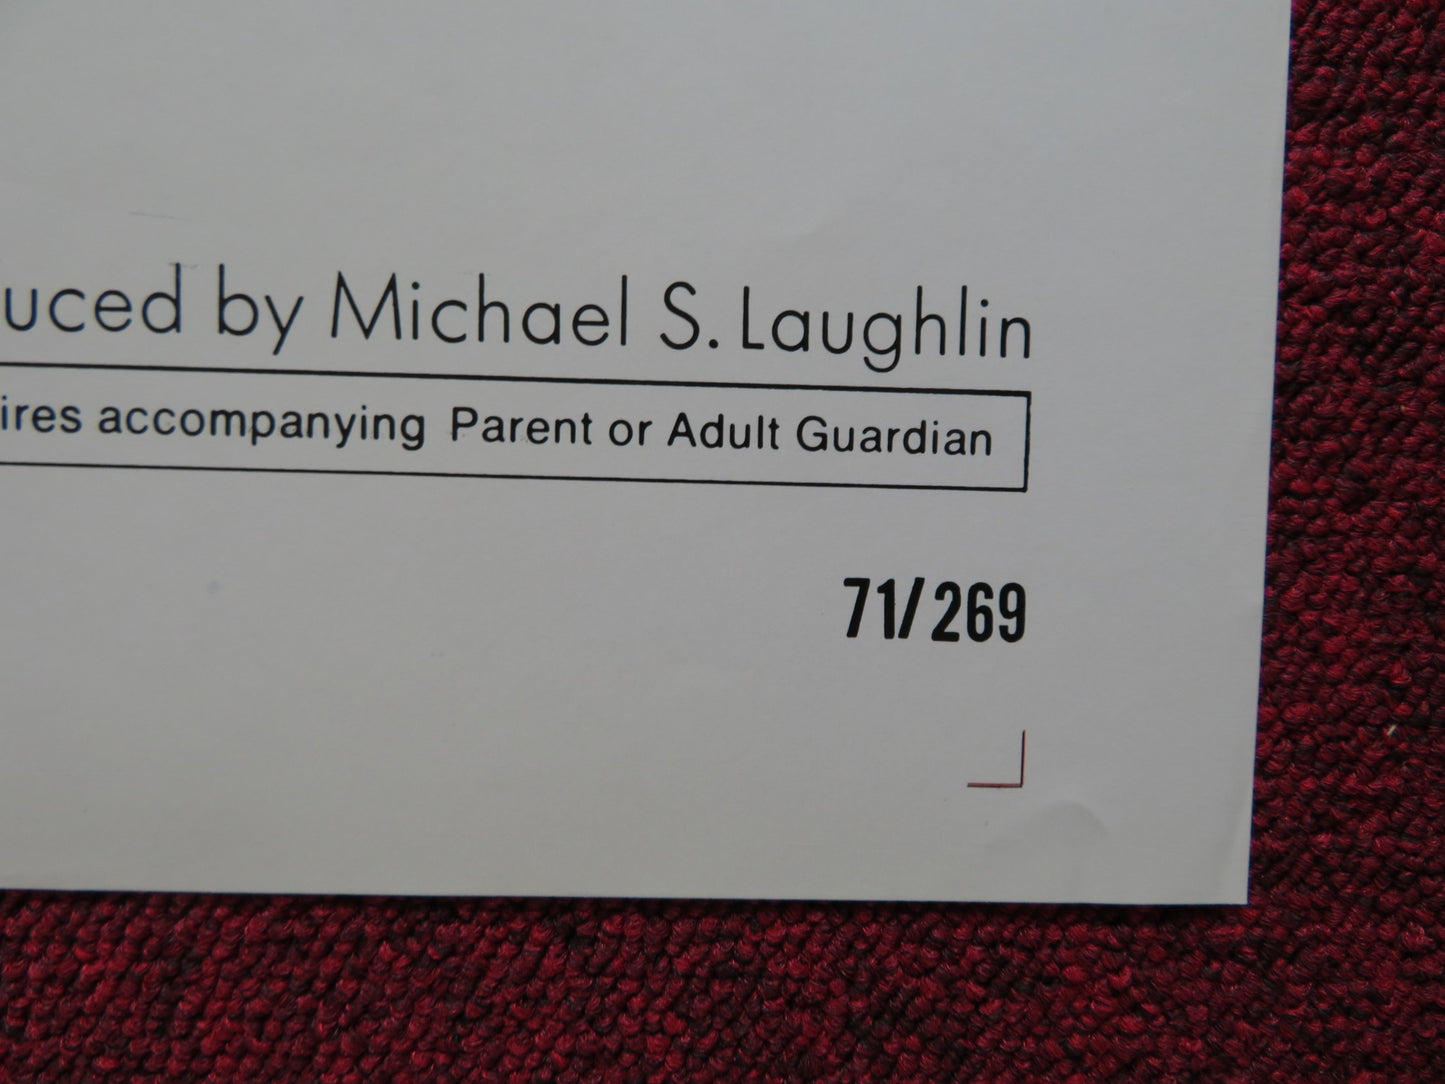 uced by Michael S. Laughlin
ires accompanying Parent or Adult Guardian
71/269